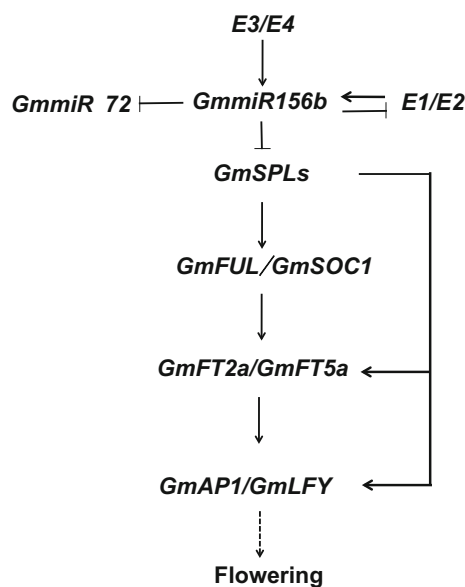 E3/E4
GmmiR 72 GmmiR156b E1/E2
GmSPLs
GmFUL/GmSOC1
GmFT2a/GmFT5a
GmAP1/GmLFY
Flowering